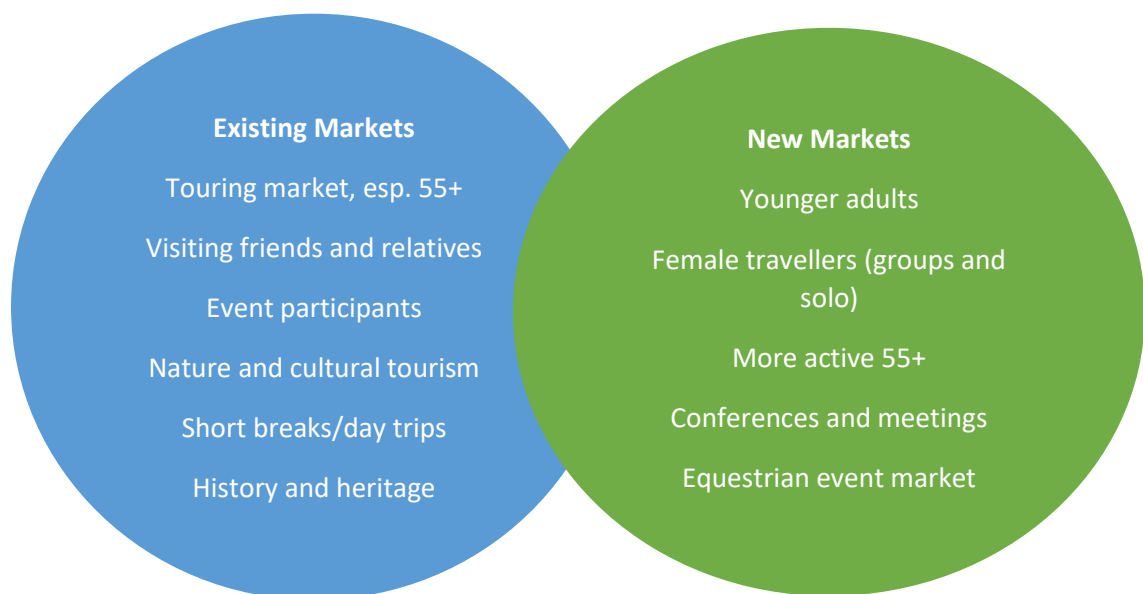 Existing Markets
Touring market, esp. 55+
Visiting friends and relatives
Event participants
Nature and cultural tourism
Short breaks/day trips
History and heritage
New Markets
Younger adults
Female travellers (groups and
solo)
More active 55+
Conferences and meetings
Equestrian event market